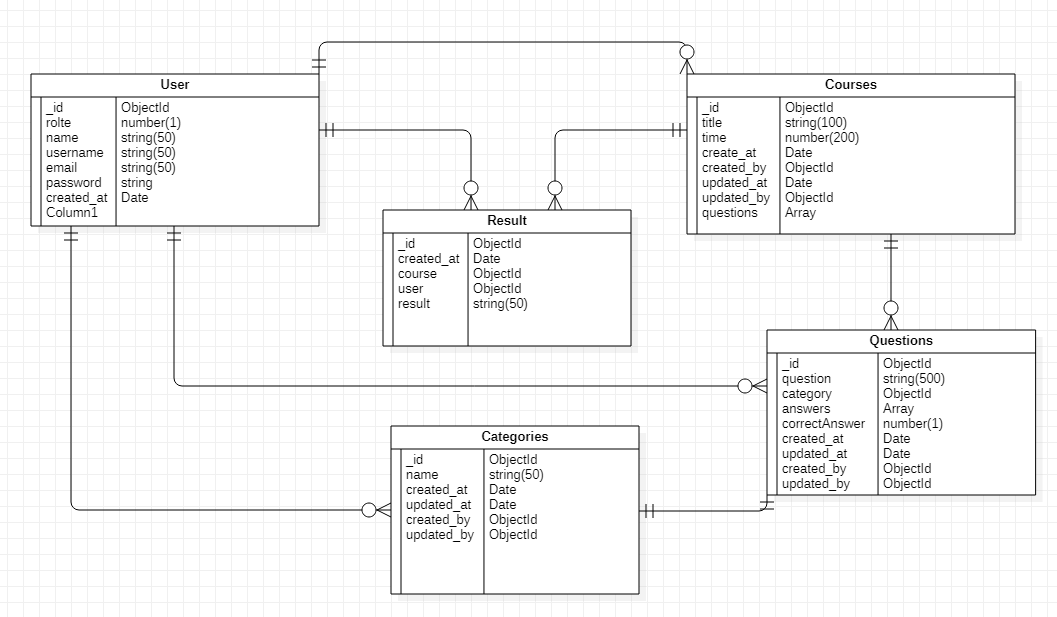 User
_id ObjectId
rolte number(1)
name string(50)
username string(50)
email string(50)
password string
created_at Date
Column1
Courses
_id ObjectId
title string(100)
time number(200)
create_at Date
created_by ObjectId
updated_at Date
updated_by ObjectId
questions Array
Result
_id ObjectId
created_at Date
course ObjectId
user ObjectId
result string(50)
Questions
_id ObjectId
question string(500)
category ObjectId
answers Array
correctAnswer number(1)
created_at Date
updated_at Date
created_by ObjectId
updated_by ObjectId
Categories
_id ObjectId
name string(50)
created_at Date
updated_at Date
created_by ObjectId
updated_by ObjectId